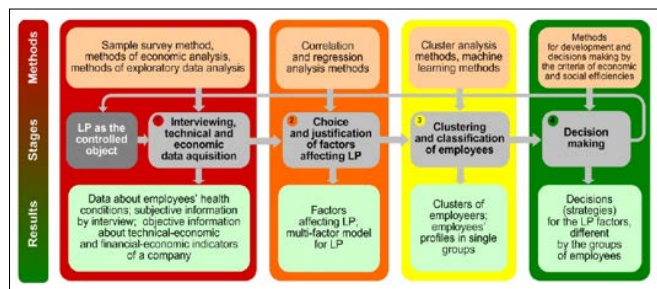 Methods
Sample survey method,
methods of economic analysis,
methods of exploratory data analysis
Correlation
and regression
analysis methods
Cluster analysis
methods, machine
learning methods
Methods
for development and
decisions making by
the criteria of economic
and social efficiencies
Stages
LP as the
controlled
object
1
Interviewing,
technical and
economic
data aquisition
2
Choice
and justification
of factors
affecting LP
3
Clustering
and classification
of employees
4
Decision
making
Results
Data about employees' health
conditions; subjective information
by interview; objective information
about technical-economic
and financial-economic indicators
of a company
Factors
affecting LP;
multi-factor model
for LP
Clusters of
employeers;
employees'
profiles in single
groups
Decisions
(strategies)
for the LP factors,
different
by the groups
of employees